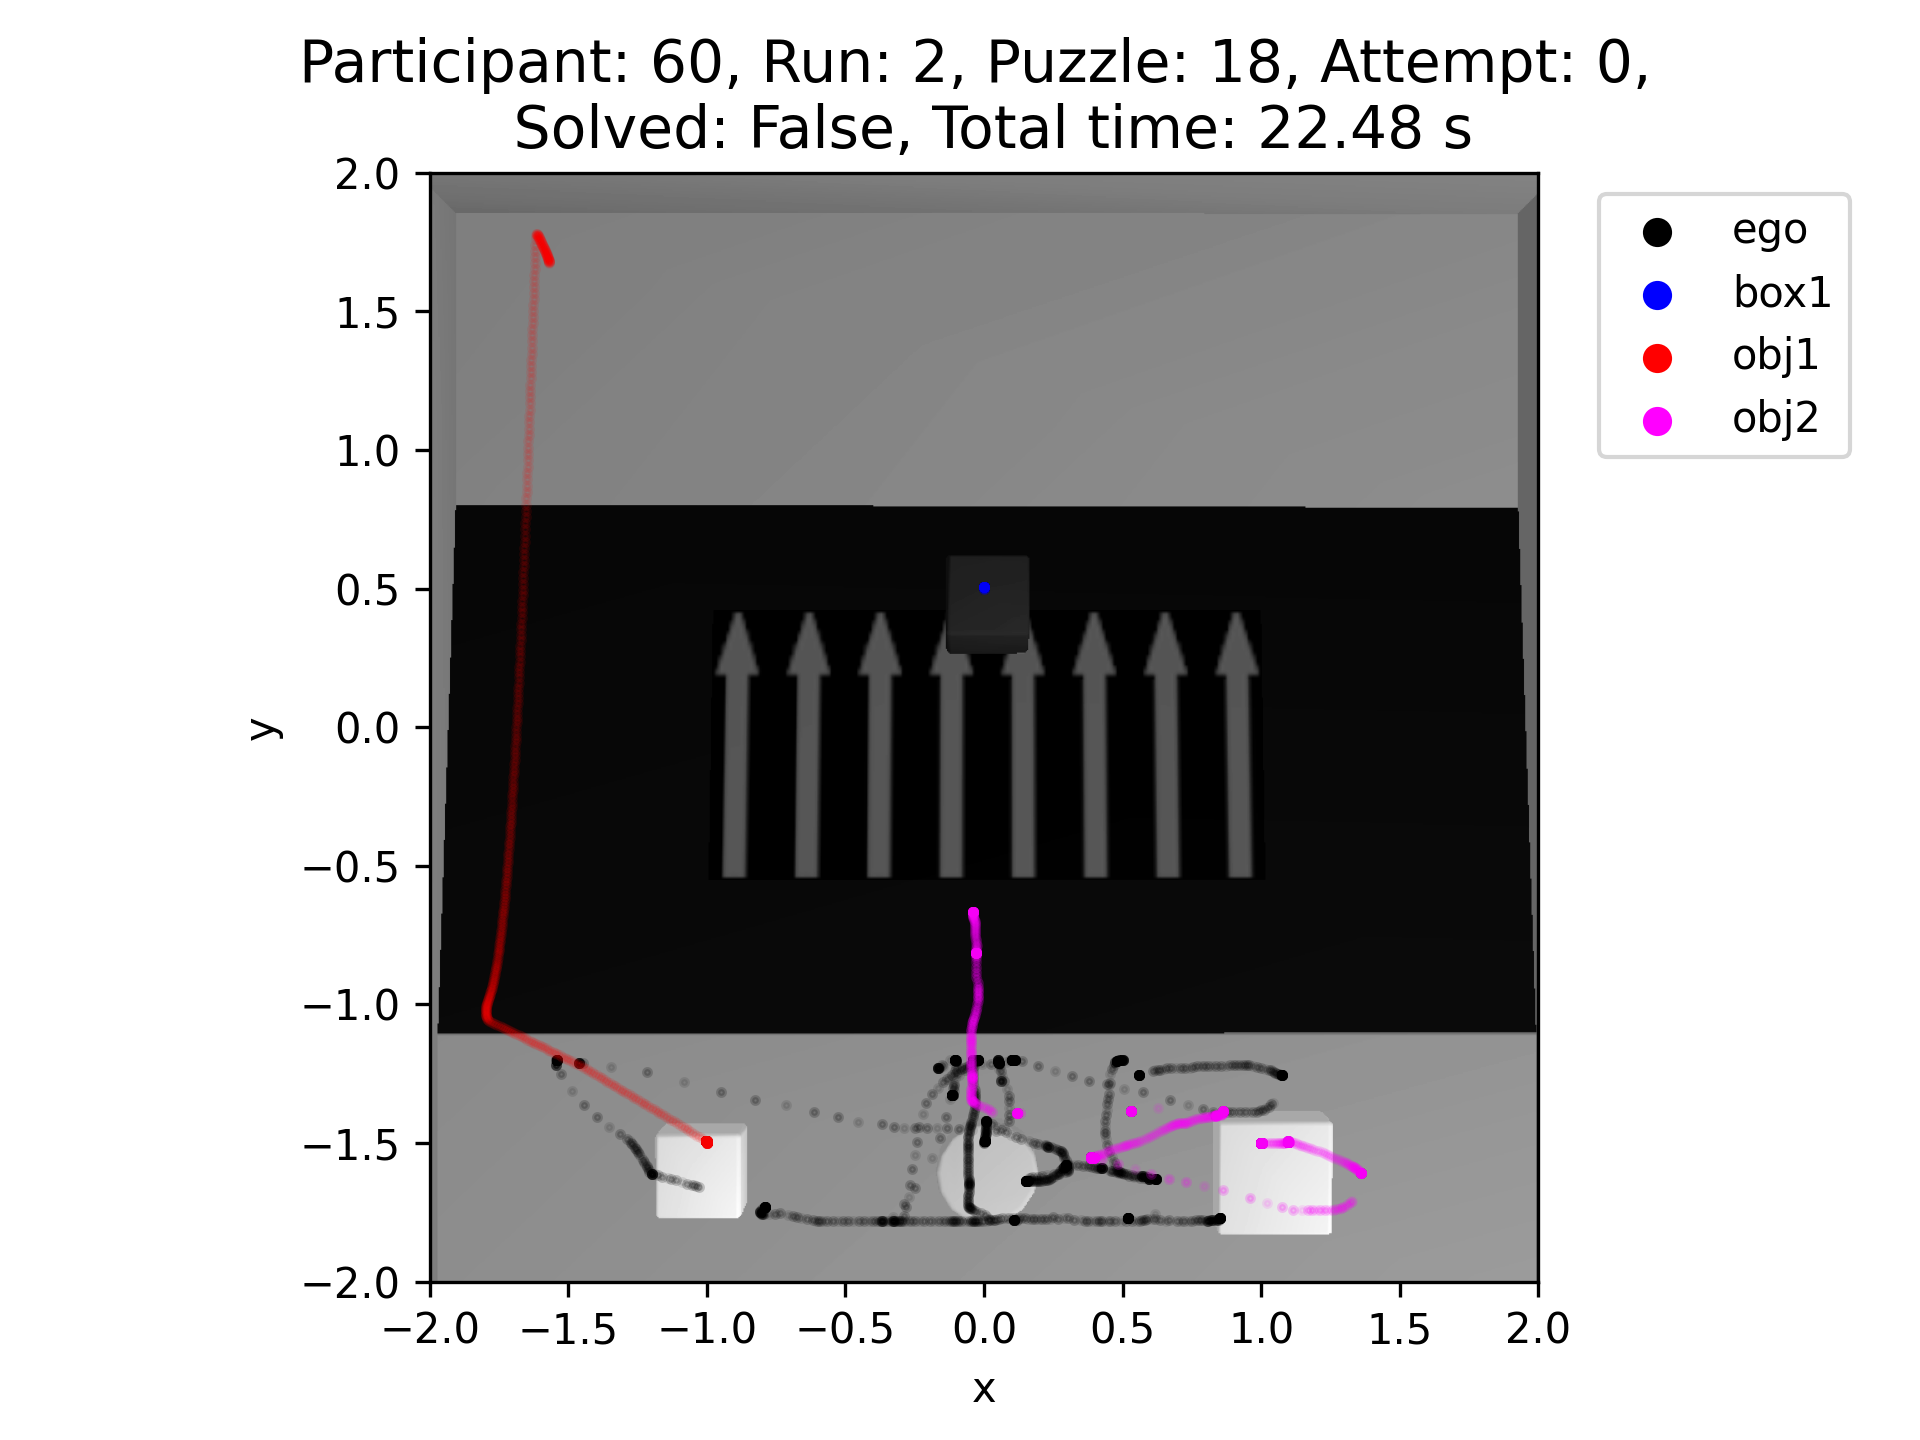 Participant: 60, Run: 2, Puzzle: 18, Attempt: 0,
Solved: False, Total time: 22.48 s
2.0
1.5
1.0
0.5
0.0
−0.5
−1.0
−1.5
−2.0
y
−2.0 −1.5 −1.0 −0.5 0.0 0.5 1.0 1.5 2.0
x
ego
box1
obj1
obj2